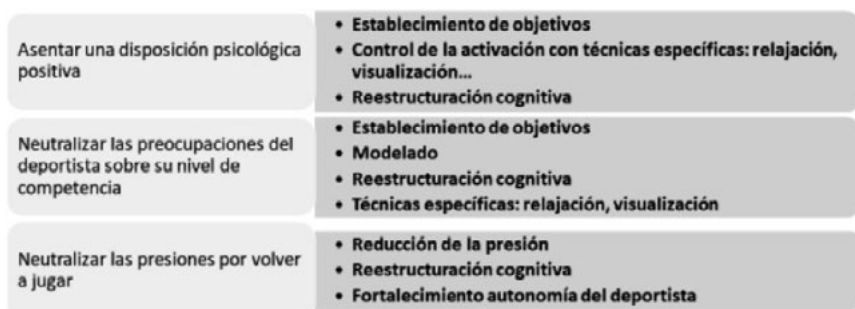 Asentar una disposición psicológica
positiva
• Establecimiento de objetivos
• Control de la activación con técnicas específicas: relajación,
visualización...
• Reestructuración cognitiva
Neutralizar las preocupaciones del
deportista sobre su nivel de
competencia
• Establecimiento de objetivos
• Modelado
• Reestructuración cognitiva
• Técnicas específicas: relajación, visualización
Neutralizar las presiones por volver
a jugar
• Reducción de la presión
• Reestructuración cognitiva
• Fortalecimiento autonomía del deportista